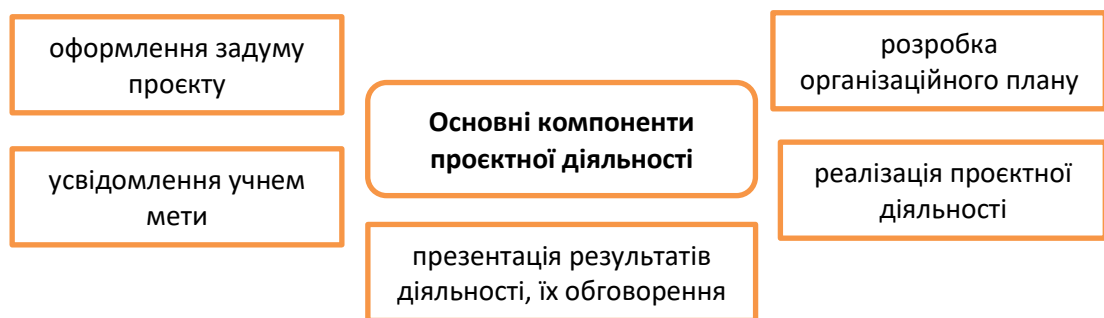 оформлення задуму
проєкту
розробка
організаційного плану
Основні компоненти
проєктної діяльності
усвідомлення учнем
мети
реалізація проєктної
діяльності
презентація результатів
діяльності, їх обговорення